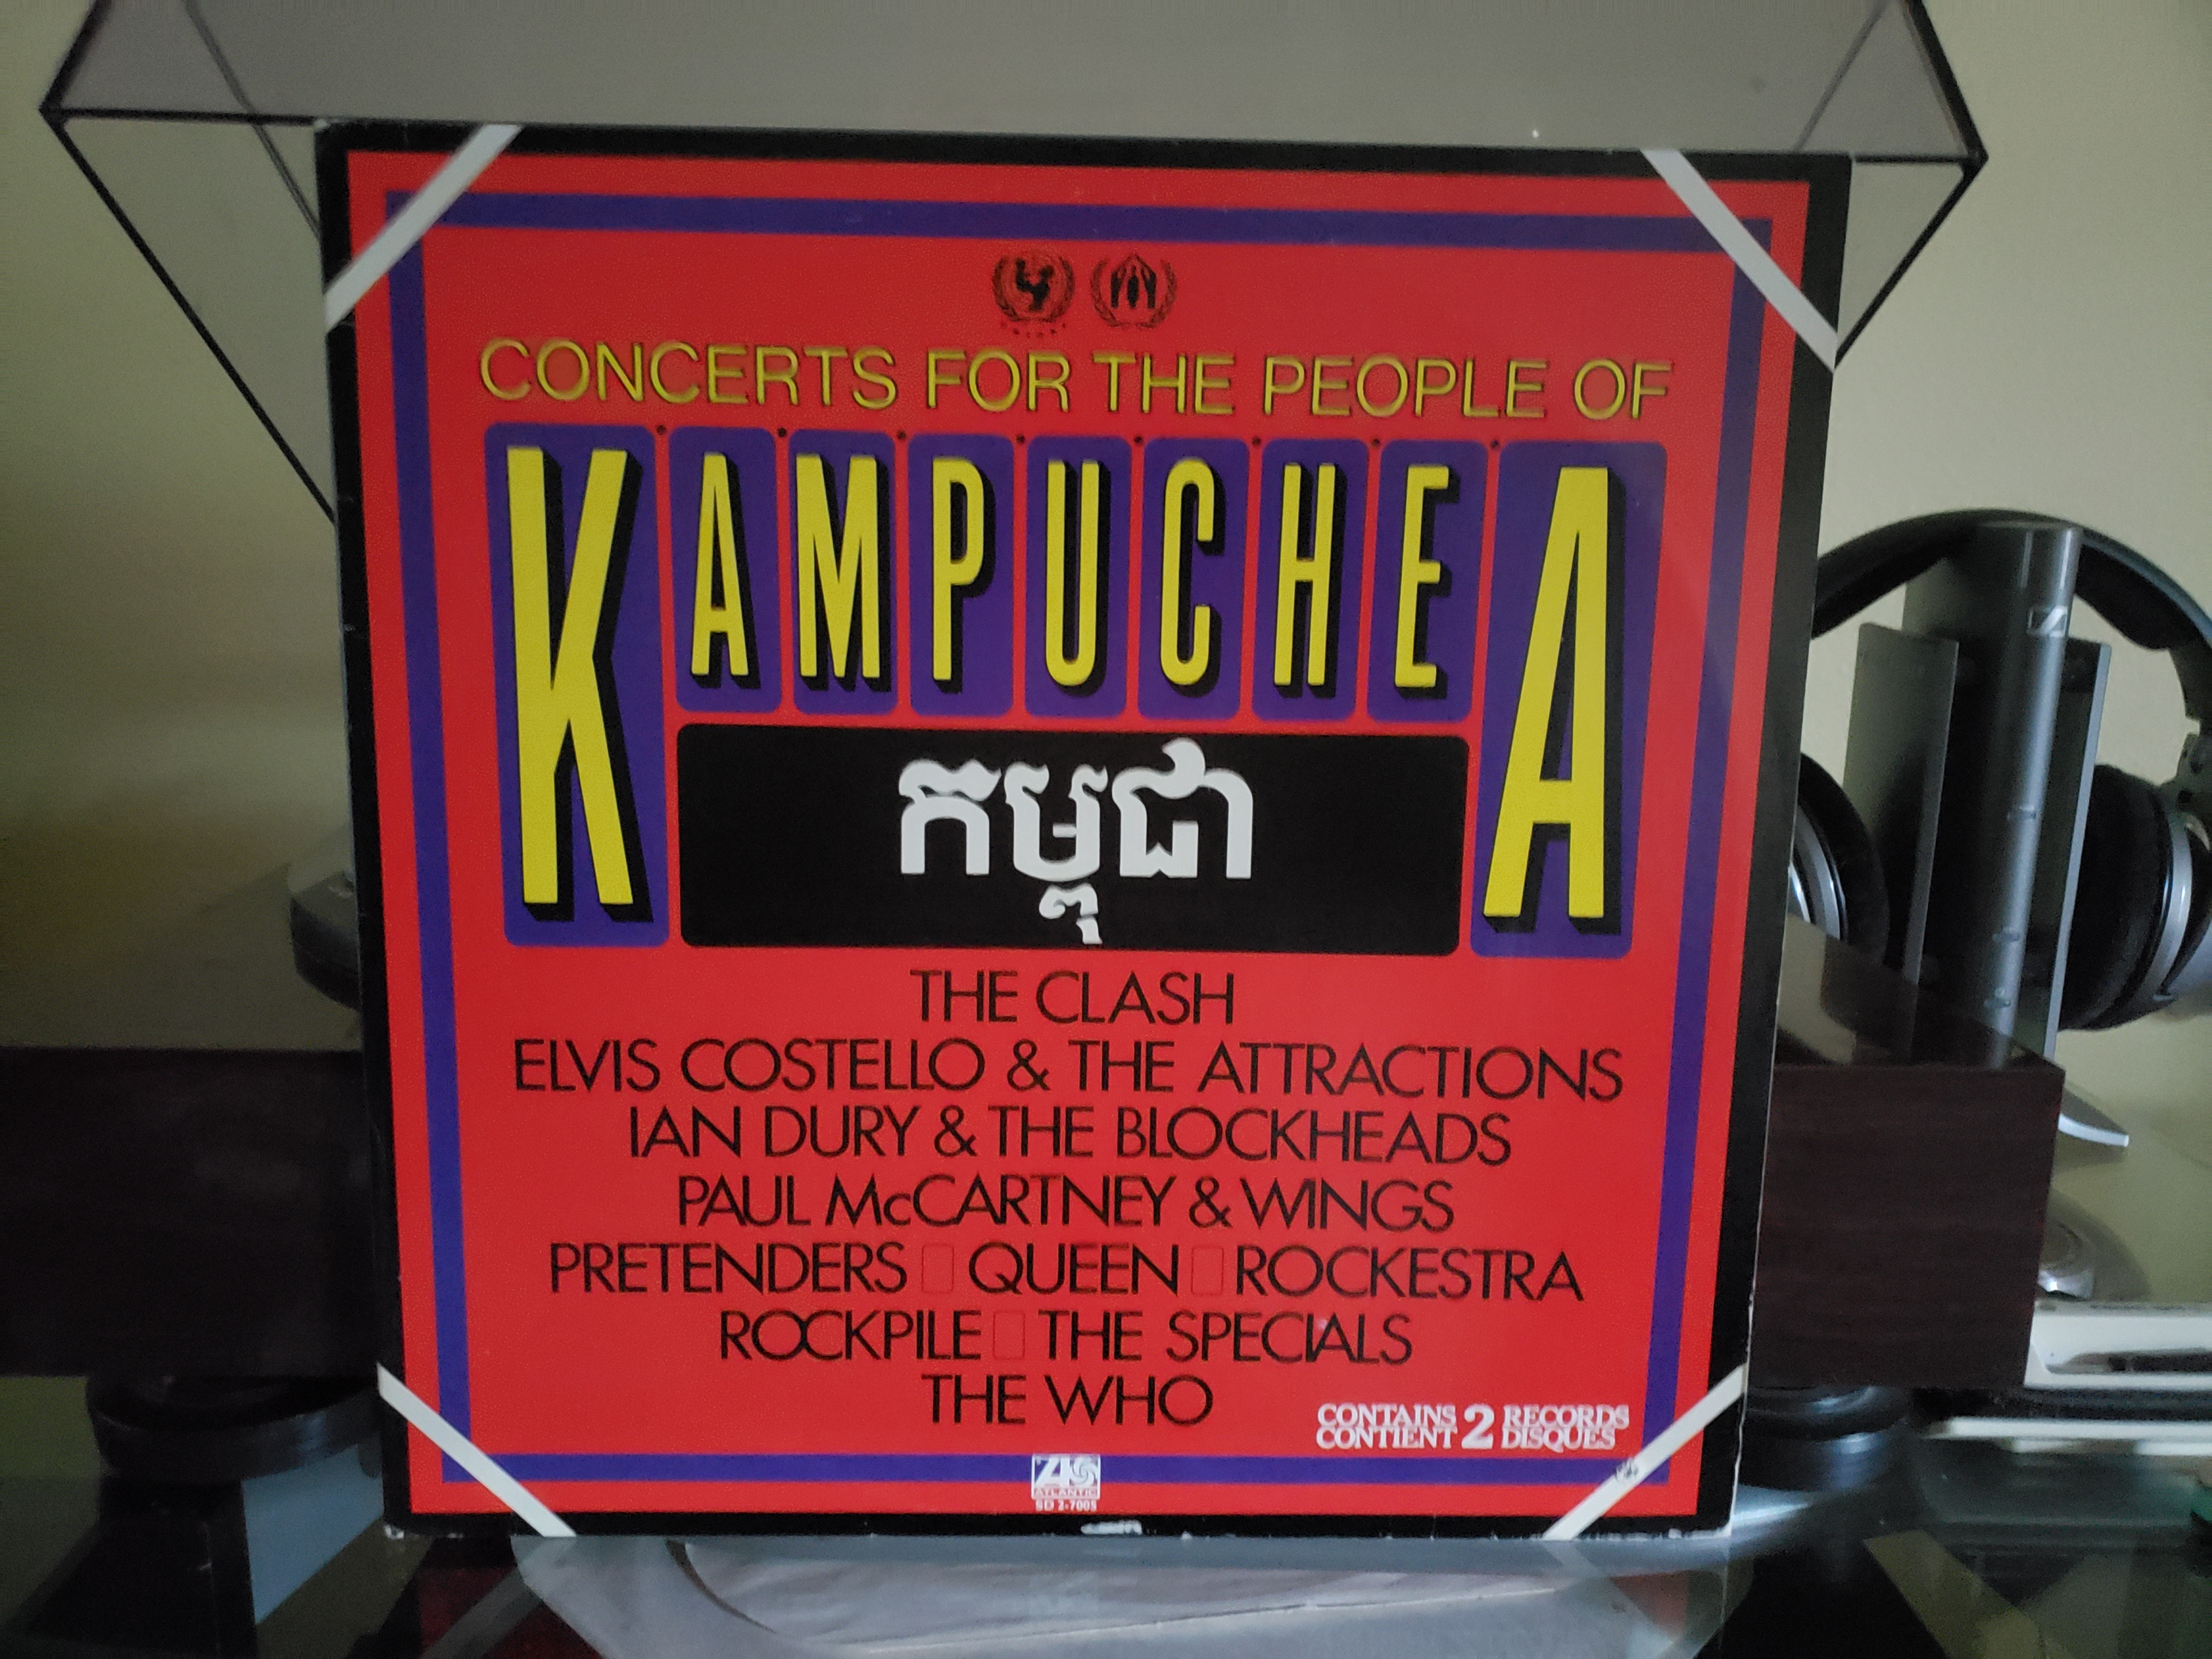 CONCERTS FOR THE PEOPLE OF
KAMPUCHEA
កម្ពុជា
THE CLASH
ELVIS COSTELLO & THE ATTRACTIONS
IAN DURY & THE BLOCKHEADS
PAUL McCARTNEY & WINGS
PRETENDERS QUEEN ROCKESTRA
ROCKPILE THE SPECIALS
THE WHO
CONTAINS 2 RECORDS
CONTIENT DISQUES
ATLANTIC
SD 2-7005